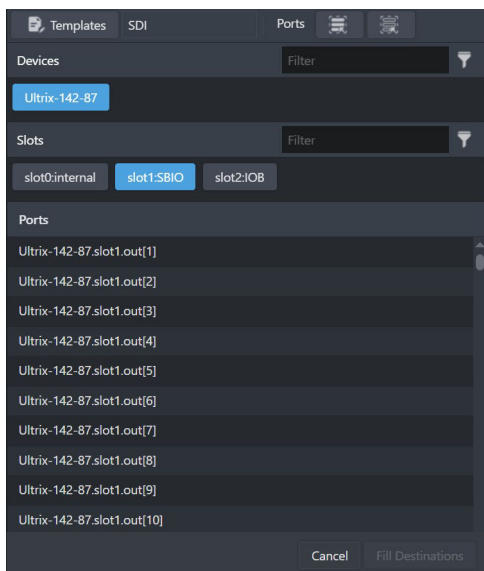 Templates SDI Ports
Devices Filter
Ultrix-142-87
Slots Filter
slot0:internal slot1:SBIO slot2:IOB
Ports
Ultrix-142-87.slot1.out[1]
Ultrix-142-87.slot1.out[2]
Ultrix-142-87.slot1.out[3]
Ultrix-142-87.slot1.out[4]
Ultrix-142-87.slot1.out[5]
Ultrix-142-87.slot1.out[6]
Ultrix-142-87.slot1.out[7]
Ultrix-142-87.slot1.out[8]
Ultrix-142-87.slot1.out[9]
Ultrix-142-87.slot1.out[10]
Cancel Fill Destinations